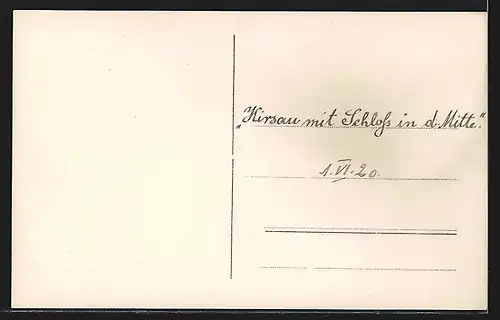 „Hirsau mit Schloß in d. Mitte."
1. VI. 20.